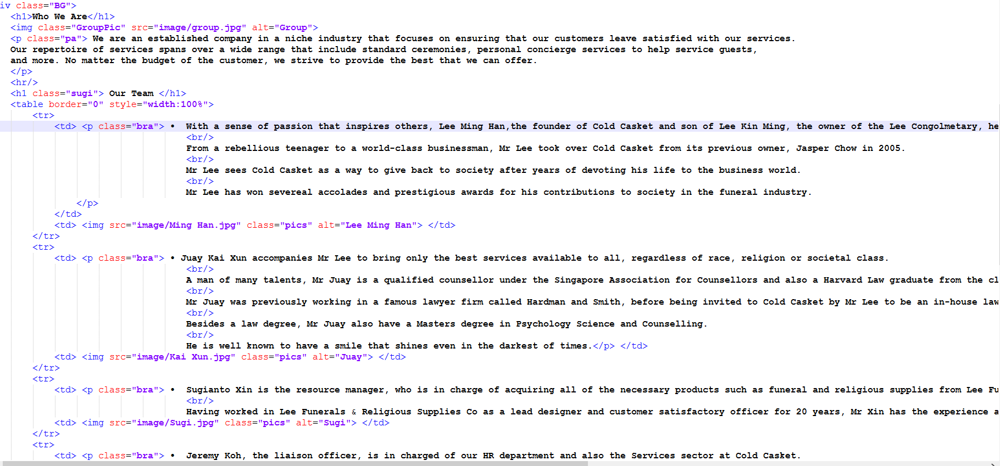 iv class="BG">
<h1>Who We Are</h1>
<img class="GroupPic" src="image/group.jpg" alt="Group">
<p class="pa"> We are an established company in a niche industry that focuses on ensuring that our customers leave satisfied with our services.
Our repertoire of services spans over a wide range that include standard ceremonies, personal concierge services to help service guests,
and more. No matter the budget of the customer, we strive to provide the best that we can offer.
</p>
<hr/>
<h1 class="sugi"> Our Team </h1>
<table border="0" style="width:100%">
<tr>
<td> <p class="bra"> • With a sense of passion that inspires others, Lee Ming Han,the founder of Cold Casket and son of Lee Kin Ming, the owner of the Lee Congolmetary, he
<br/>
From a rebellious teenager to a world-class businessman, Mr Lee took over Cold Casket from its previous owner, Jasper Chow in 2005.
<br/>
Mr Lee sees Cold Casket as a way to give back to society after years of devoting his life to the business world.
<br/>
Mr Lee has won severeal accolades and prestigious awards for his contributions to society in the funeral industry.
</p>
</td>
<td> <img src="image/Ming Han.jpg" class="pics" alt="Lee Ming Han"> </td>
</tr>
<tr>
<td> <p class="bra"> • Juay Kai Xun accompanies Mr Lee to bring only the best services available to all, regardless of race, religion or societal class.
<br/>
A man of many talents, Mr Juay is a qualified counsellor under the Singapore Association for Counsellors and also a Harvard Law graduate from the cl
<br/>
Mr Juay was previously working in a famous lawyer firm called Hardman and Smith, before being invited to Cold Casket by Mr Lee to be an in-house law
<br/>
Besides a law degree, Mr Juay also have a Masters degree in Psychology Science and Counselling.
<br/>
He is well known to have a smile that shines even in the darkest of times.</p> </td>
<td> <img src="image/Kai Xun.jpg" class="pics" alt="Juay"> </td>
</tr>
<tr>
<td> <p class="bra"> • Sugianto Xin is the resource manager, who is in charge of acquiring all of the necessary products such as funeral and religious supplies from Lee Fu
<br/>
Having worked in Lee Funerals & Religious Supplies Co as a lead designer and customer satisfactory officer for 20 years, Mr Xin has the experience a
<td> <img src="image/Sugi.jpg" class="pics" alt="Sugi"> </td>
</tr>
<tr>
<td> <p class="bra"> • Jeremy Koh, the liaison officer, is in charged of our HR department and also the Services sector at Cold Casket.